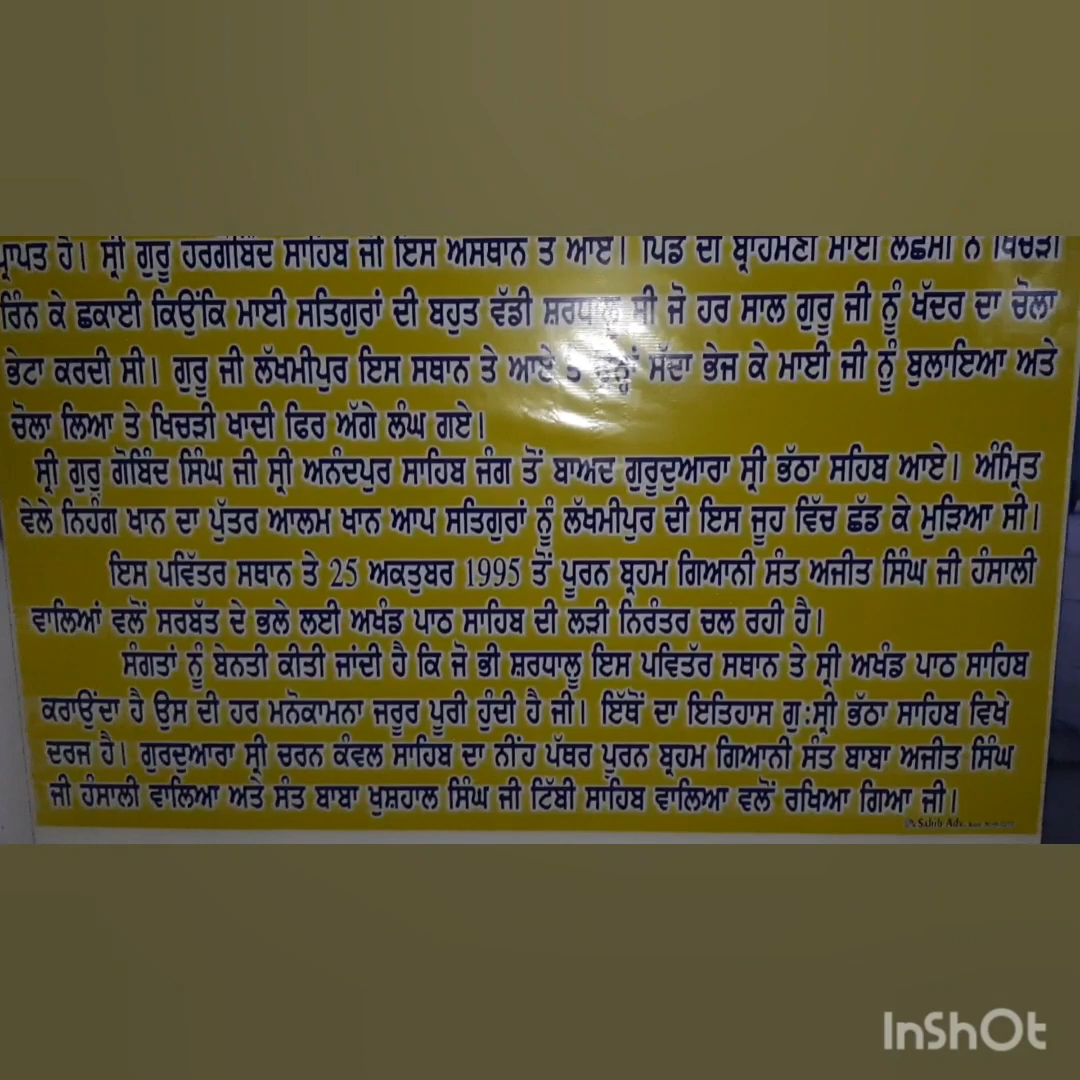 ਪ੍ਰਾਪਤ ਹੈ। ਸ੍ਰੀ ਗੁਰੂ ਹਰਗੋਬਿੰਦ ਸਾਹਿਬ ਜੀ ਇਸ ਅਸਥਾਨ ਤੇ ਆਏ। ਪਿੰਡ ਦੀ ਬ੍ਰਾਹਮਣੀ ਮਾਈ ਲਛਮੀ ਨੇ ਖਿਚੜੀ
ਰਿੰਨ ਕੇ ਛਕਾਈ ਕਿਉਂਕਿ ਮਾਈ ਸਤਿਗੁਰਾਂ ਦੀ ਬਹੁਤ ਵੱਡੀ ਸ਼ਰਧਾਲੂ ਸੀ ਜੋ ਹਰ ਸਾਲ ਗੁਰੂ ਜੀ ਨੂੰ ਖੱਦਰ ਦਾ ਚੋਲਾ
ਭੇਟਾ ਕਰਦੀ ਸੀ। ਗੁਰੂ ਜੀ ਲੱਖਮੀਪੁਰ ਇਸ ਸਥਾਨ ਤੇ ਆਏ ਸੱਦਾ ਭੇਜ ਕੇ ਮਾਈ ਜੀ ਨੂੰ ਬੁਲਾਇਆ ਅਤੇ
ਚੋਲਾ ਲਿਆ ਤੇ ਖਿਚੜੀ ਖਾਦੀ ਫਿਰ ਅੱਗੇ ਲੰਘ ਗਏ।
ਸ੍ਰੀ ਗੁਰੂ ਗੋਬਿੰਦ ਸਿੰਘ ਜੀ ਸ੍ਰੀ ਅਨੰਦਪੁਰ ਸਾਹਿਬ ਜੰਗ ਤੋਂ ਬਾਅਦ ਗੁਰੂਦੁਆਰਾ ਸ੍ਰੀ ਭੱਠਾ ਸਹਿਬ ਆਏ। ਅੰਮ੍ਰਿਤ
ਵੇਲੇ ਨਿਹੰਗ ਖਾਨ ਦਾ ਪੁੱਤਰ ਆਲਮ ਖਾਨ ਆਪ ਸਤਿਗੁਰਾਂ ਨੂੰ ਲੱਖਮੀਪੁਰ ਦੀ ਇਸ ਜੂਹ ਵਿੱਚ ਛੱਡ ਕੇ ਮੁੜਿਆ ਸੀ।
ਇਸ ਪਵਿੱਤਰ ਸਥਾਨ ਤੇ 25 ਅਕਤੂਬਰ 1995 ਤੋਂ ਪੂਰਨ ਬ੍ਰਹਮ ਗਿਆਨੀ ਸੰਤ ਅਜੀਤ ਸਿੰਘ ਜੀ ਹੰਸਾਲੀ
ਵਾਲਿਆਂ ਵਲੋਂ ਸਰਬੱਤ ਦੇ ਭਲੇ ਲਈ ਅਖੰਡ ਪਾਠ ਸਾਹਿਬ ਦੀ ਲੜੀ ਨਿਰੰਤਰ ਚਲ ਰਹੀ ਹੈ।
ਸੰਗਤਾਂ ਨੂੰ ਬੇਨਤੀ ਕੀਤੀ ਜਾਂਦੀ ਹੈ ਕਿ ਜੋ ਭੀ ਸ਼ਰਧਾਲੂ ਇਸ ਪਵਿਤੱਰ ਸਥਾਨ ਤੇ ਸ੍ਰੀ ਅਖੰਡ ਪਾਠ ਸਾਹਿਬ
ਕਰਾਉਂਦਾ ਹੈ ਉਸ ਦੀ ਹਰ ਮਨੋਕਾਮਨਾ ਜਰੂਰ ਪੂਰੀ ਹੁੰਦੀ ਹੈ ਜੀ। ਇੱਥੋਂ ਦਾ ਇਤਿਹਾਸ ਗੁ:ਸ੍ਰੀ ਭੱਠਾ ਸਾਹਿਬ ਵਿਖੇ
ਦਰਜ ਹੈ। ਗੁਰਦੁਆਰਾ ਸ੍ਰੀ ਚਰਨ ਕੰਵਲ ਸਾਹਿਬ ਦਾ ਨੀਂਹ ਪੱਥਰ ਪੂਰਨ ਬ੍ਰਹਮ ਗਿਆਨੀ ਸੰਤ ਬਾਬਾ ਅਜੀਤ ਸਿੰਘ
ਜੀ ਹੰਸਾਲੀ ਵਾਲਿਆ ਅਤੇ ਸੰਤ ਬਾਬਾ ਖੁਸ਼ਹਾਲ ਸਿੰਘ ਜੀ ਟਿੱਬੀ ਸਾਹਿਬ ਵਾਲਿਆ ਵਲੋਂ ਰਖਿਆ ਗਿਆ ਜੀ।
Sahib Adv.
InShOt